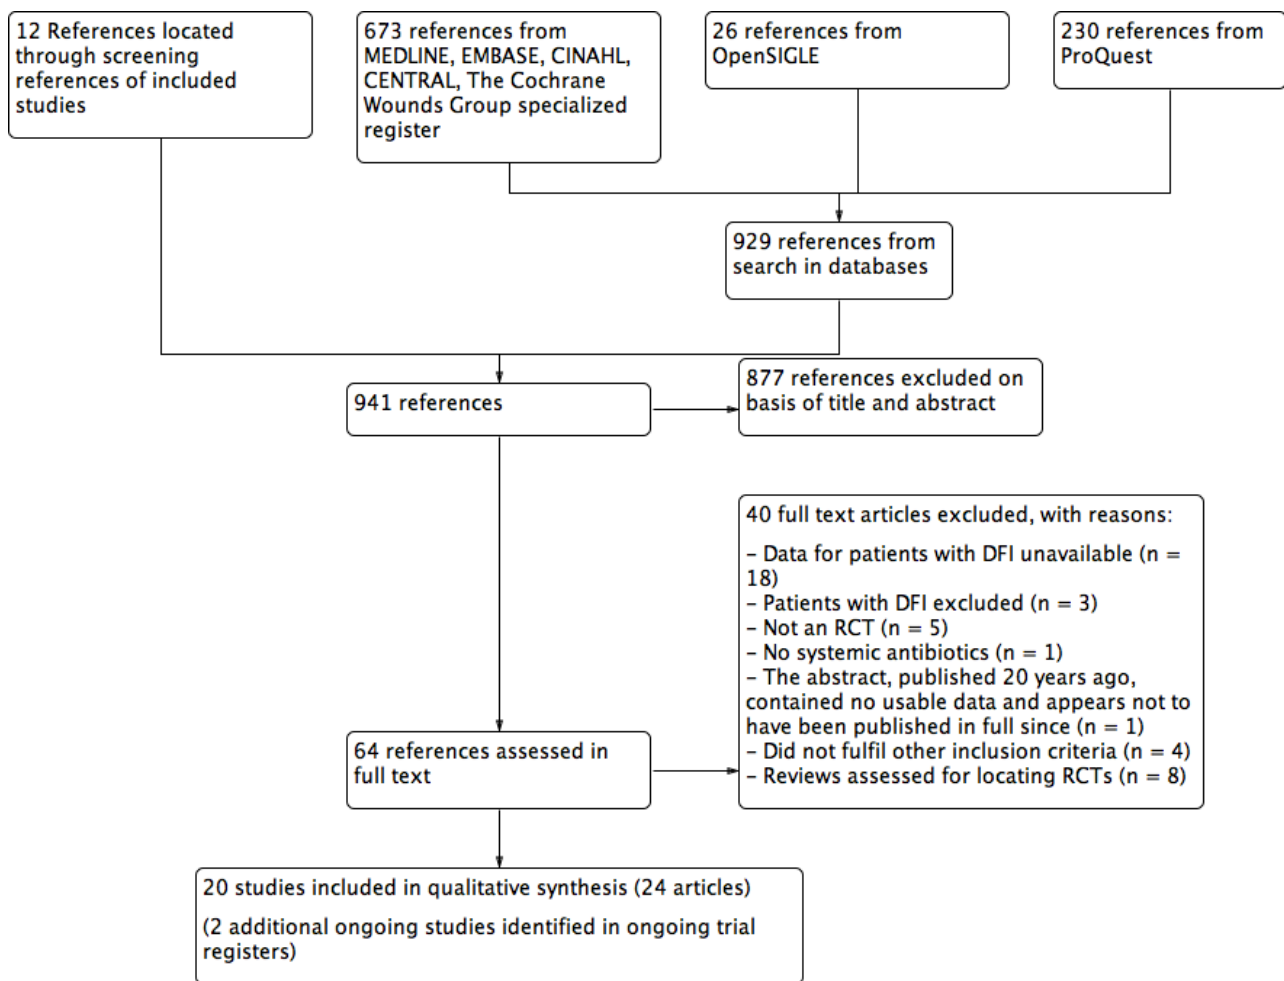 12 References located
through screening
references of included
studies
673 references from
MEDLINE, EMBASE, CINAHL,
CENTRAL, The Cochrane
Wounds Group specialized
register
26 references from
OpenSIGLE
230 references from
ProQuest
929 references from
search in databases
941 references
877 references excluded on
basis of title and abstract
40 full text articles excluded, with reasons:
– Data for patients with DFI unavailable (n =
18)
– Patients with DFI excluded (n = 3)
– Not an RCT (n = 5)
– No systemic antibiotics (n = 1)
– The abstract, published 20 years ago,
contained no usable data and appears not to
have been published in full since (n = 1)
– Did not fulfil other inclusion criteria (n = 4)
– Reviews assessed for locating RCTs (n = 8)
64 references assessed in
full text
20 studies included in qualitative synthesis (24 articles)
(2 additional ongoing studies identified in ongoing trial
registers)